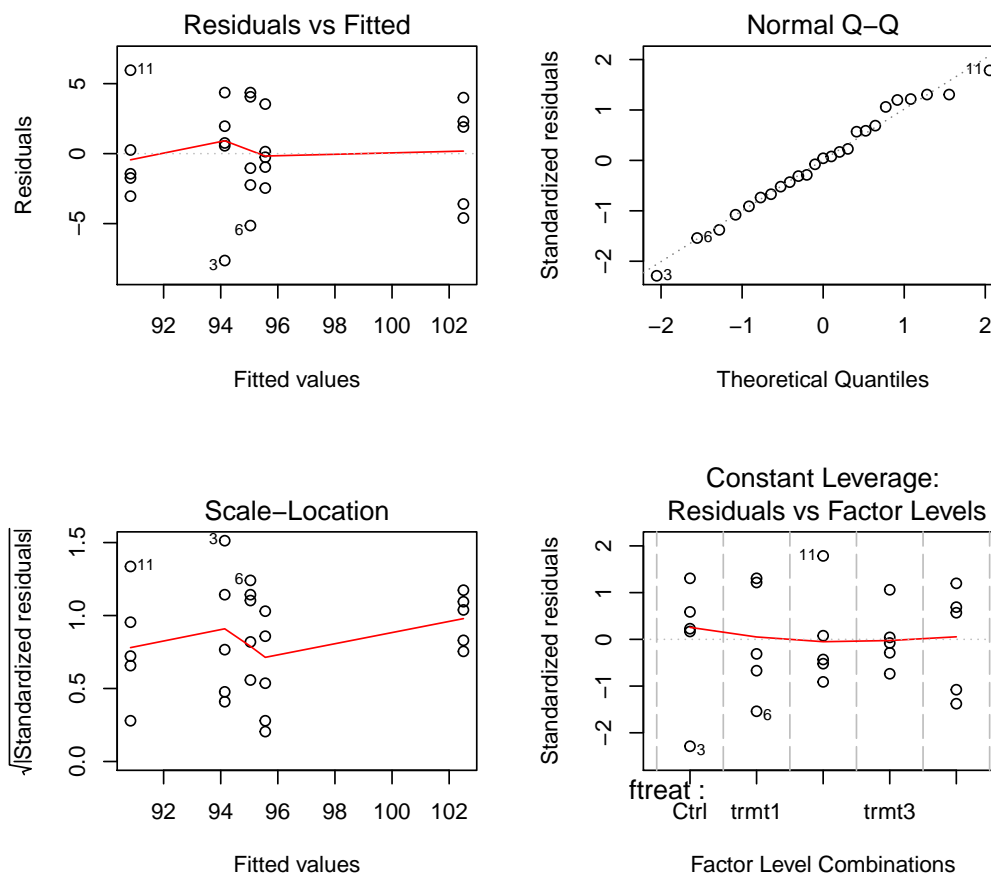 Residuals vs Fitted
Residuals
5
0
−5
11
6
3
92 94 96 98 100 102
Fitted values
Normal Q−Q
Standardized residuals
2
1
0
−1
−2
11
6
3
−2 −1 0 1 2
Theoretical Quantiles
Scale−Location
√|Standardized residuals|
1.5
1.0
0.5
0.0
3
11
6
92 94 96 98 100 102
Fitted values
Constant Leverage:
Residuals vs Factor Levels
Standardized residuals
2
1
0
−1
−2
11
6
3
ftreat :
Ctrl trmt1 trmt3
Factor Level Combinations